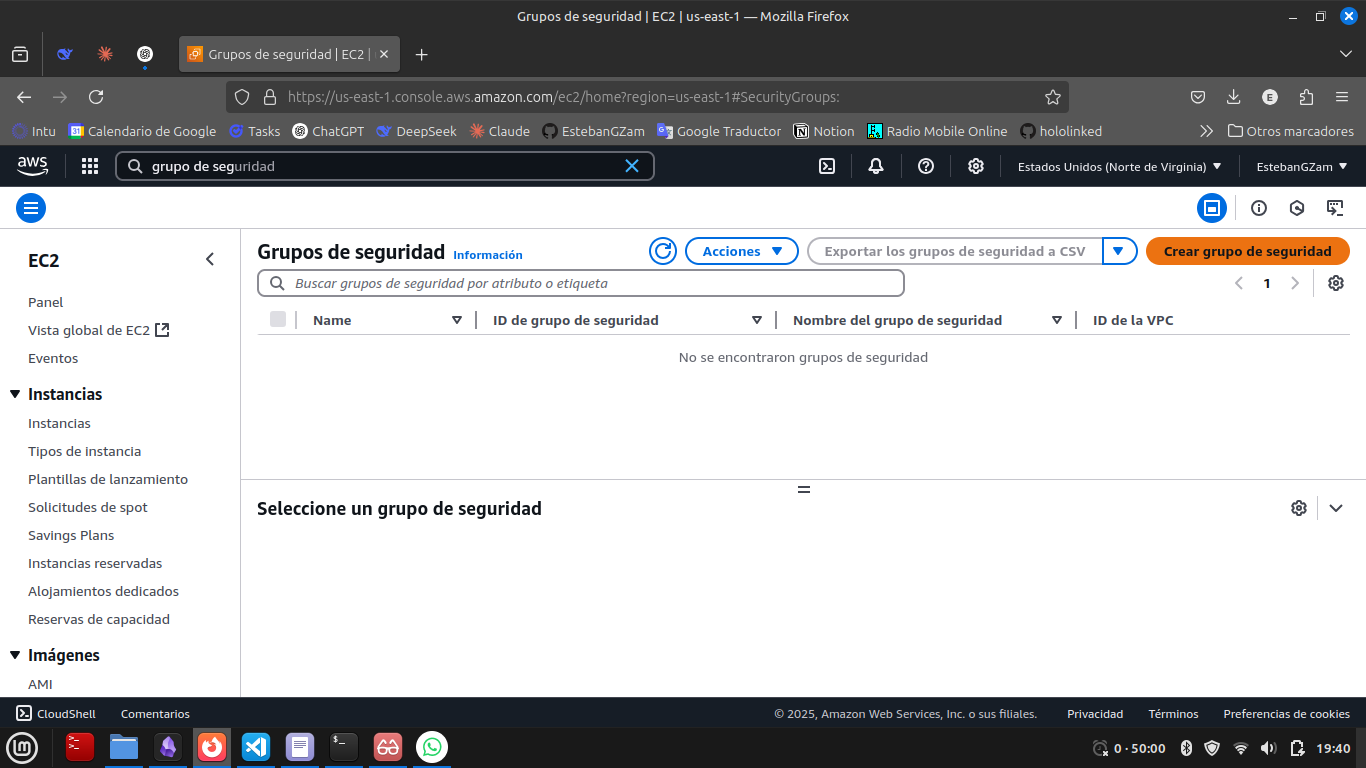 Grupos de seguridad | EC2 | us-east-1 — Mozilla Firefox
Grupos de seguridad | EC2 |
https://us-east-1.console.aws.amazon.com/ec2/home?region=us-east-1#SecurityGroups:
E
Intu
31 Calendario de Google
Tasks
ChatGPT
DeepSeek
Claude
EstebanGZam
Google Traductor
Notion
Radio Mobile Online
hololinked
Otros marcadores
aws
grupo de seguridad
Estados Unidos (Norte de Virginia)
EstebanGZam
EC2
Panel
Vista global de EC2
Eventos
Instancias
Instancias
Tipos de instancia
Plantillas de lanzamiento
Solicitudes de spot
Savings Plans
Instancias reservadas
Alojamientos dedicados
Reservas de capacidad
Imágenes
AMI
Grupos de seguridad Información
Acciones
Exportar los grupos de seguridad a CSV
Crear grupo de seguridad
Buscar grupos de seguridad por atributo o etiqueta
1
Name
ID de grupo de seguridad
Nombre del grupo de seguridad
ID de la VPC
No se encontraron grupos de seguridad
Seleccione un grupo de seguridad
CloudShell
Comentarios
© 2025, Amazon Web Services, Inc. o sus filiales.
Privacidad
Términos
Preferencias de cookies
0 · 50:00
19:40